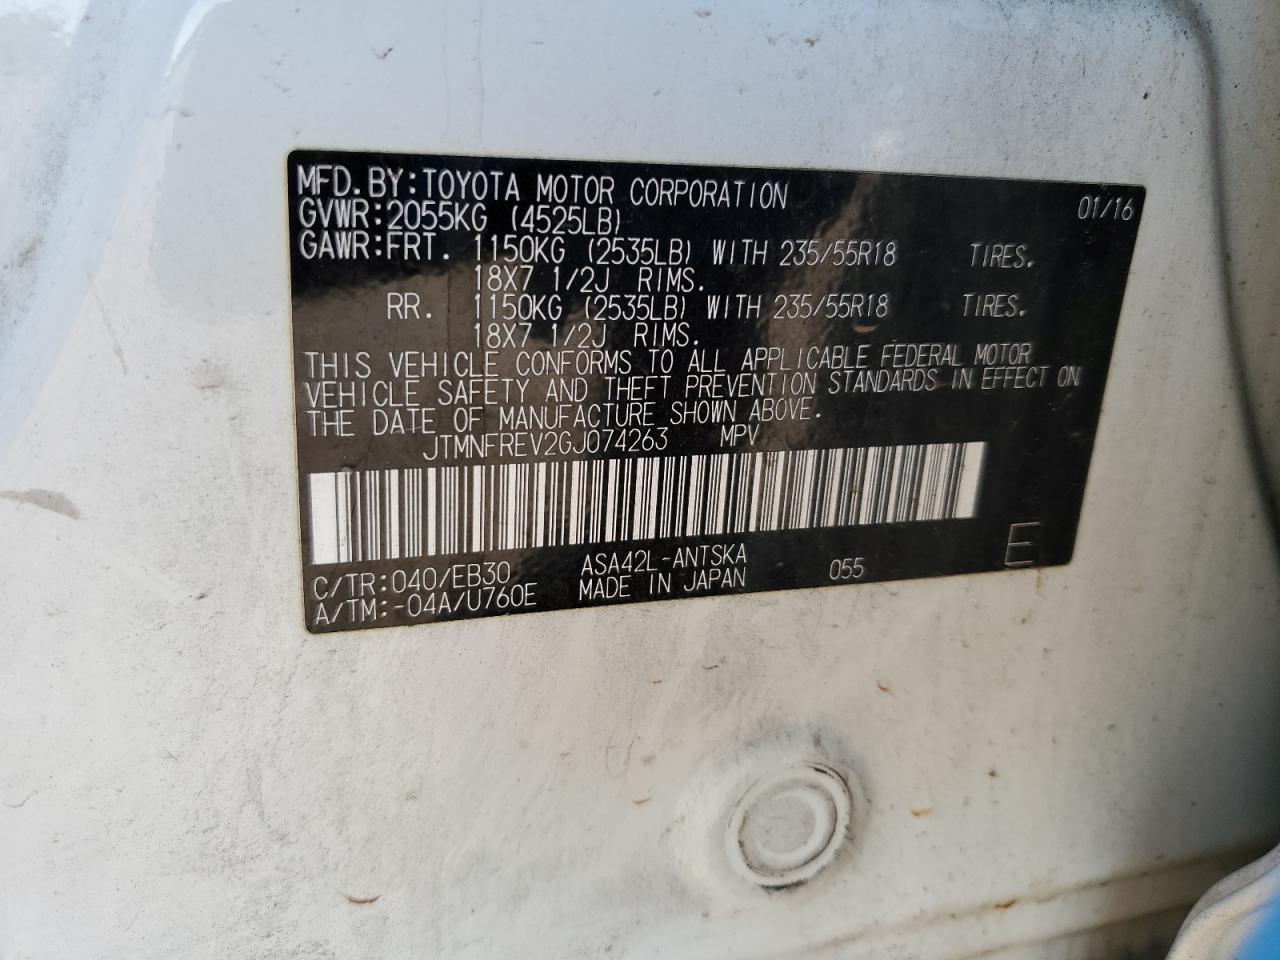 MFD. BY: TOYOTA MOTOR CORPORATION 01/16
GVWR: 2055KG (4525LB)
GAWR: FRT. 1150KG (2535LB) WITH 235/55R18 TIRES.
18X7 1/2J RIMS.
RR. 1150KG (2535LB) WITH 235/55R18 TIRES.
18X7 1/2J RIMS.
THIS VEHICLE CONFORMS TO ALL APPLICABLE FEDERAL MOTOR
VEHICLE SAFETY AND THEFT PREVENTION STANDARDS IN EFFECT ON
THE DATE OF MANUFACTURE SHOWN ABOVE.
JTMNFREV2GJ074263 MPV
C/TR: 040/EB30 ASA42L-ANTSKA 055 E
A/TM: -04A/U760E MADE IN JAPAN